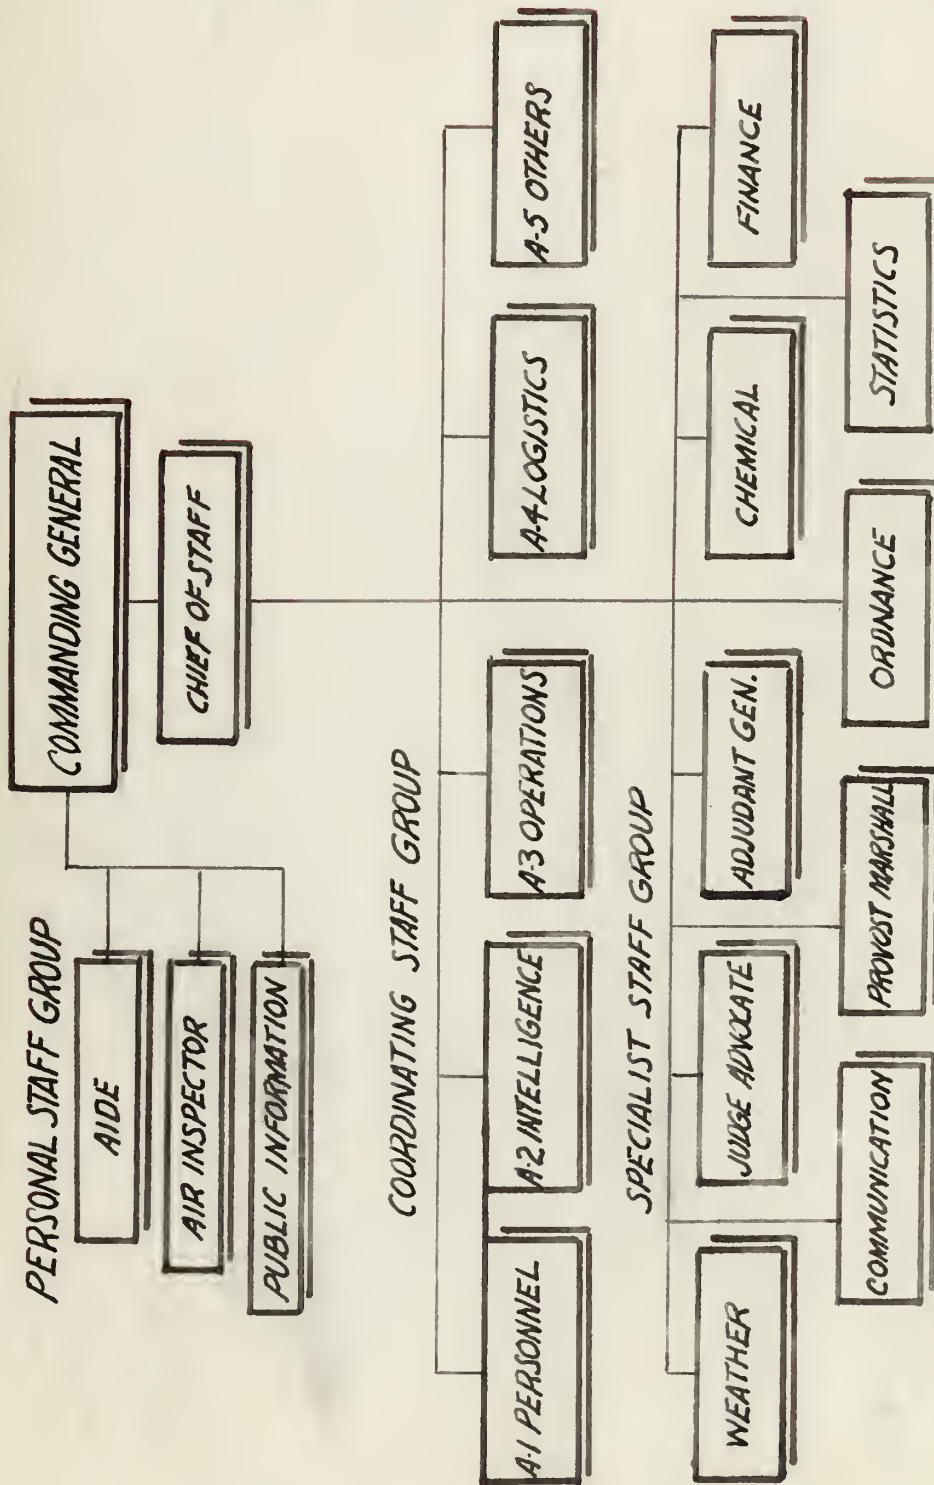 COMMANDING GENERAL
CHIEF OF STAFF
PERSONAL STAFF GROUP
AIDE
AIR INSPECTOR
PUBLIC INFORMATION
COORDINATING STAFF GROUP
A-1 PERSONNEL
A-2 INTELLIGENCE
A-3 OPERATIONS
A-4 LOGISTICS
A-5 OTHERS
SPECIALIST STAFF GROUP
WEATHER
JUDGE ADVOCATE
ADJUDANT GEN.
CHEMICAL
FINANCE
COMMUNICATION
PROVOST MARSHALL
ORDNANCE
STATISTICS